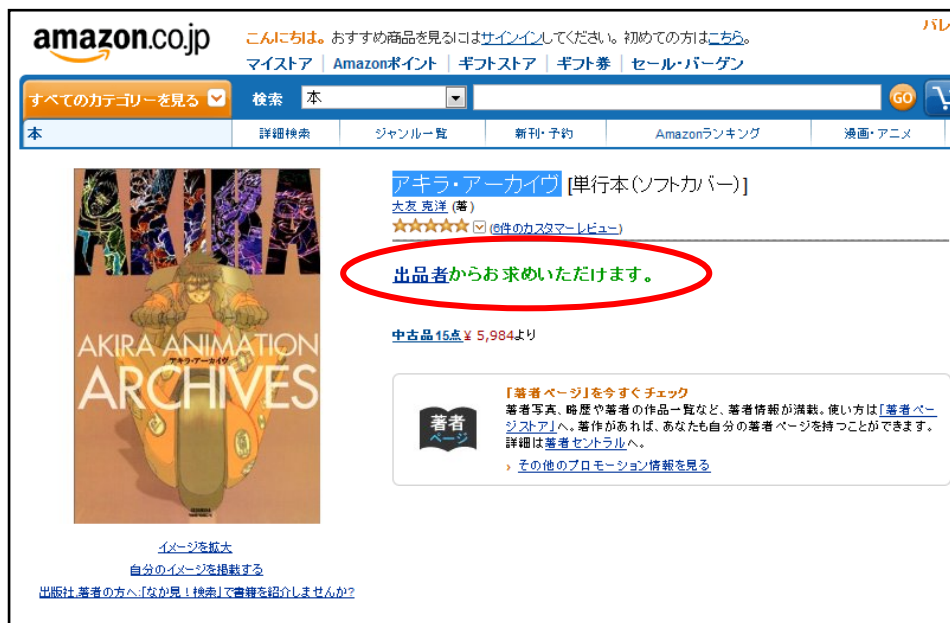 amazon.co.jp
こんにちは。おすすめ商品を見るにはサインインしてください。初めての方はこちら。
バレ
マイストア | Amazonポイント | ギフトストア | ギフト券 | セール・バーゲン
すべてのカテゴリーを見る 検索 本 GO
本 詳細検索 ジャンル一覧 新刊・予約 Amazonランキング 漫画・アニメ
アキラ・アーカイヴ [単行本(ソフトカバー)]
大友 克洋 (著)
(6件のカスタマーレビュー)
出品者からお求めいただけます。
中古品15点¥ 5,984より
AKIRA
AKIRA ANIMATION
アキラ・アーカイヴ
ARCHIVES
著者
ページ
「著者ページ」を今すぐチェック
著者写真、略歴や著者の作品一覧など、著者情報が満載。使い方は「著者ペー
ジストア」へ。著作があれば、あなたも自分の著者ページを持つことができます。
詳細は著者セントラルへ。
› その他のプロモーション情報を見る
イメージを拡大
自分のイメージを掲載する
出版社、著者の方へ:「なか見!検索」で書籍を紹介しませんか?